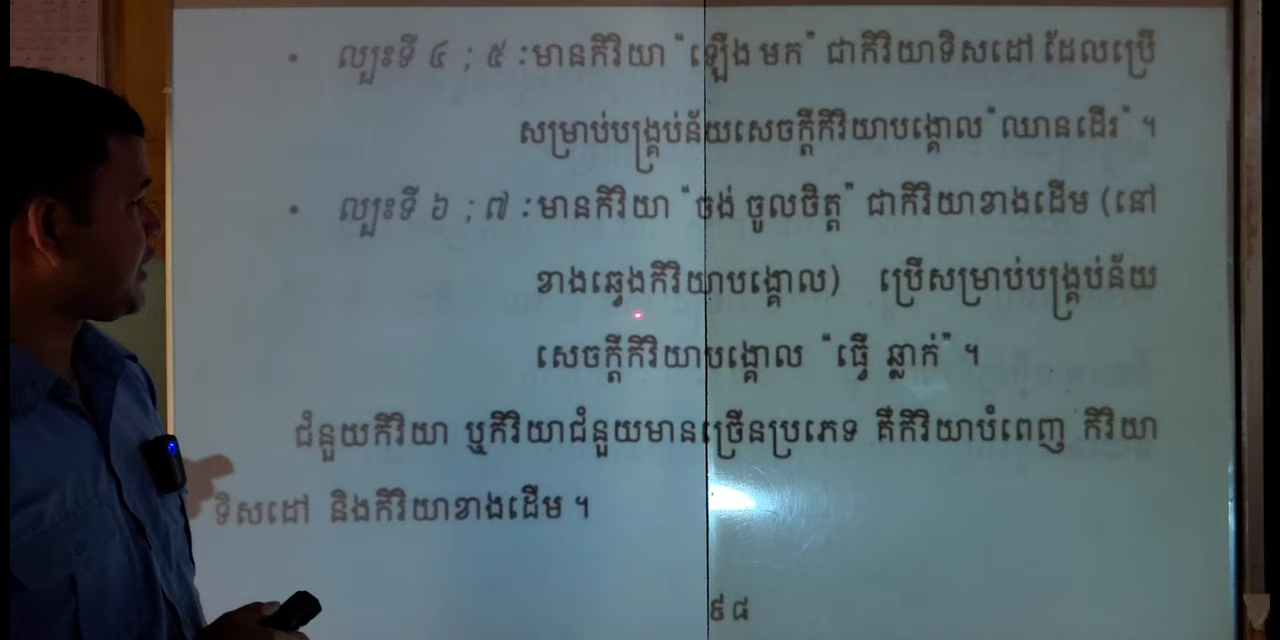 • ល្បះទី ៤ ; ៥ : មានកិរិយា “ឡើង មក” ជាកិរិយាទិសដៅ ដែលប្រើ
សម្រាប់បង្គ្រប់ន័យសេចក្ដីកិរិយាបង្គោល “ឈានដើរ” ។
• ល្បះទី ៦ ; ៧ : មានកិរិយា “ចង់ ចូលចិត្ត” ជាកិរិយាខាងដើម (នៅ
ខាងឆ្វេងកិរិយាបង្គោល) ប្រើសម្រាប់បង្គ្រប់ន័យ
សេចក្ដីកិរិយាបង្គោល “ធ្វើ ឆ្លាក់” ។
ជំនួយកិរិយា ឬកិរិយាជំនួយមានច្រើនប្រភេទ គឺកិរិយាបំពេញ កិរិយា
ទិសដៅ និងកិរិយាខាងដើម ។
៩៨